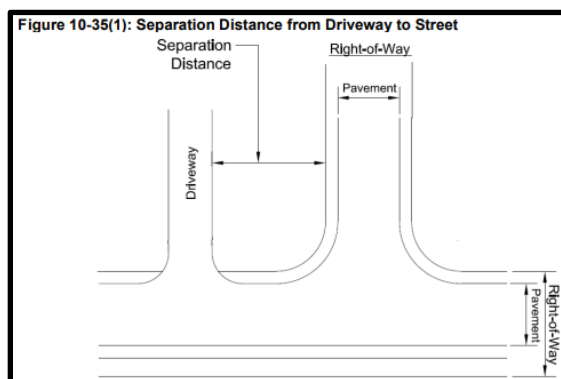 Figure 10-35(1): Separation Distance from Driveway to Street
Separation
Distance
Right-of-Way
Pavement
Driveway
Pavement
Right-of-Way